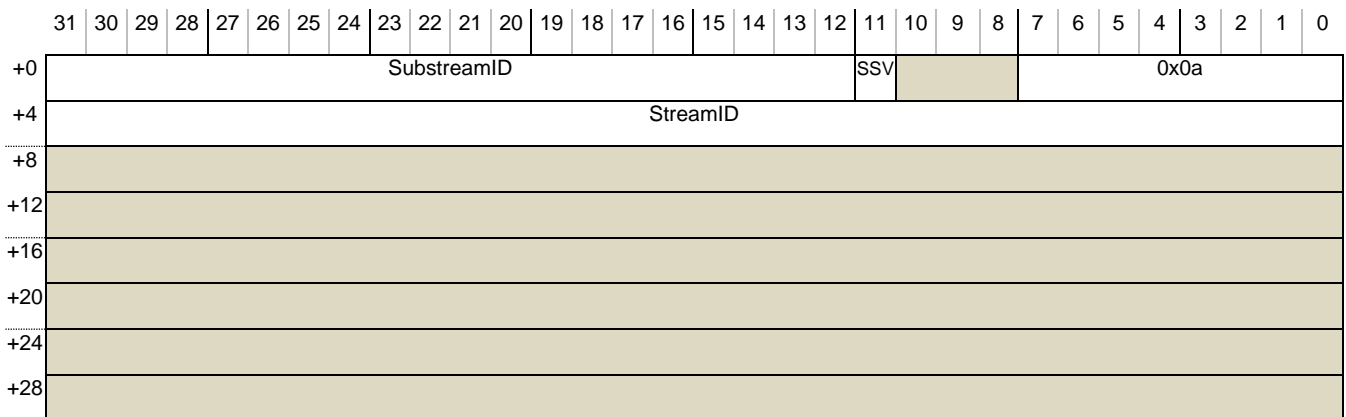 31 30 29 28 27 26 25 24 23 22 21 20 19 18 17 16 15 14 13 12 11 10 9 8 7 6 5 4 3 2 1 0
+0 SubstreamID SSV 0x0a
+4 StreamID
+8
+12
+16
+20
+24
+28